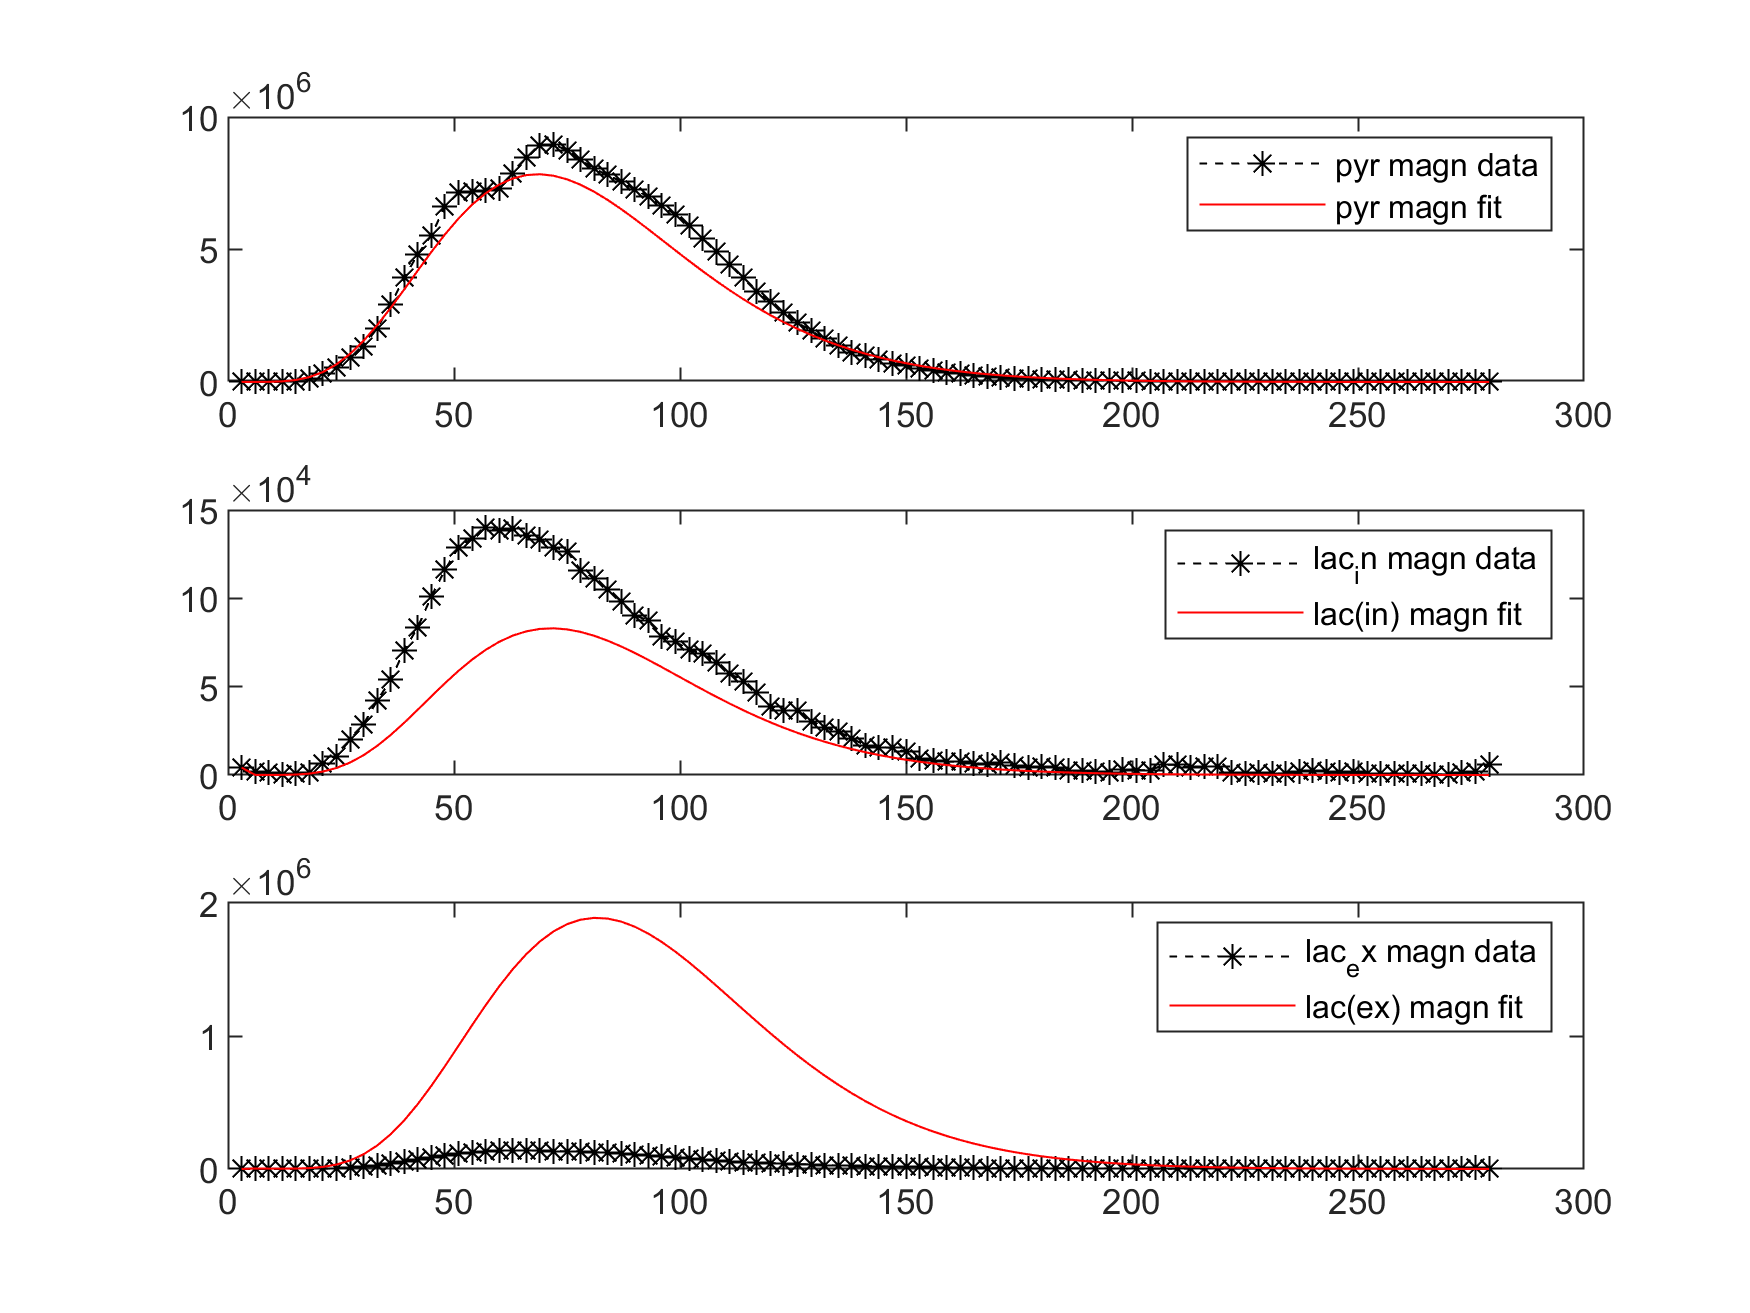 ×10^6
10
5
0
0 50 100 150 200 250 300
pyr magn data
pyr magn fit
×10^4
15
10
5
0
0 50 100 150 200 250 300
lac_in magn data
lac(in) magn fit
×10^6
2
1
0
0 50 100 150 200 250 300
lac_ex magn data
lac(ex) magn fit